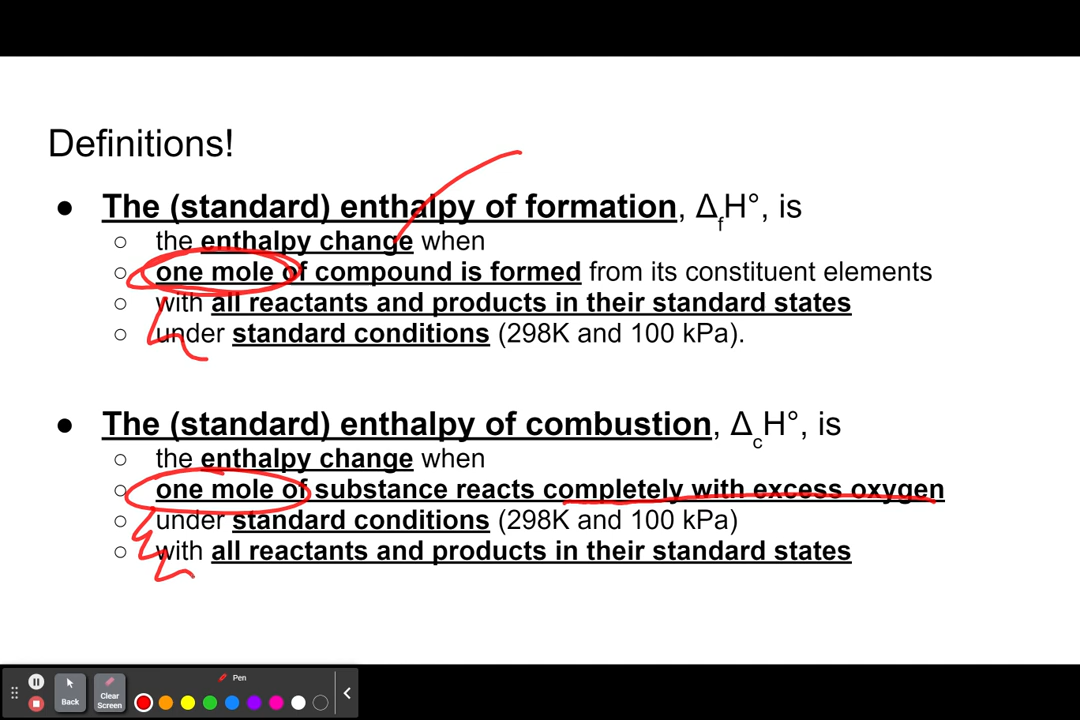 Definitions!
● The (standard) enthalpy of formation, ΔfH°, is
○ the enthalpy change when
○ one mole of compound is formed from its constituent elements
○ with all reactants and products in their standard states
○ under standard conditions (298K and 100 kPa).
● The (standard) enthalpy of combustion, ΔcH°, is
○ the enthalpy change when
○ one mole of substance reacts completely with excess oxygen
○ under standard conditions (298K and 100 kPa)
○ with all reactants and products in their standard states
Pen
Back
Clear
Screen